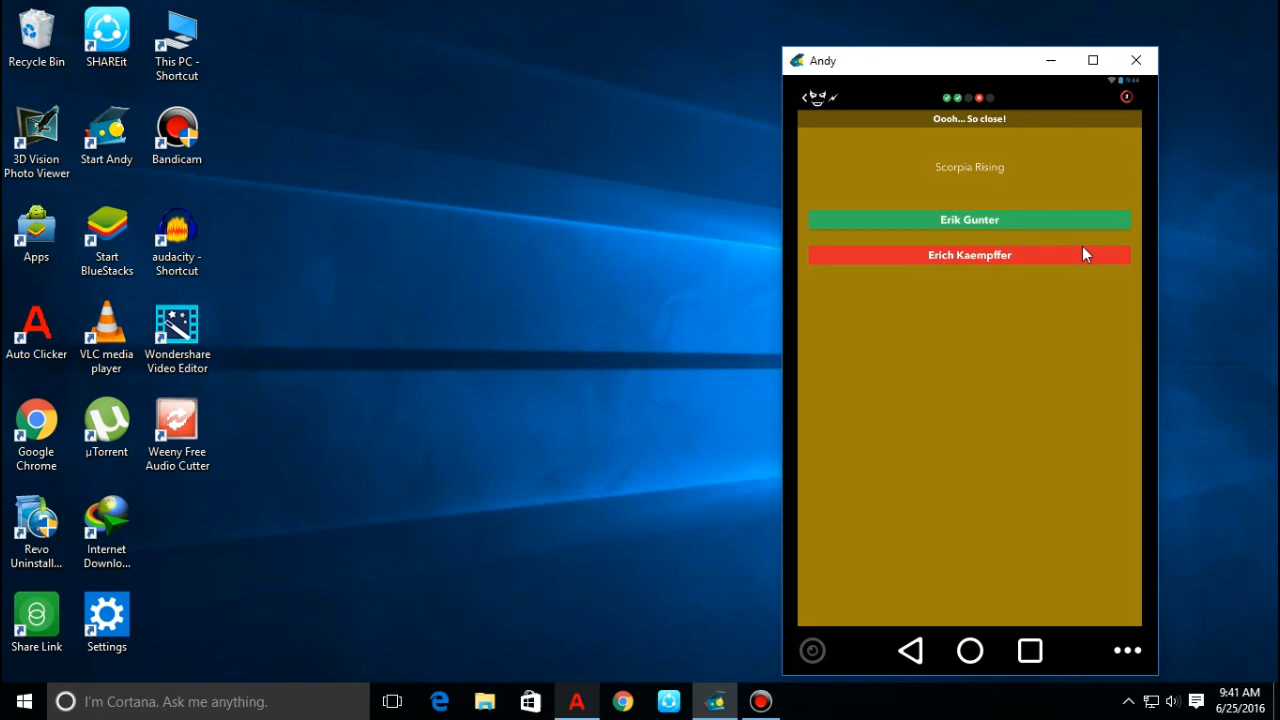 Recycle Bin
SHAREit
This PC -
Shortcut
3D Vision
Photo Viewer
Start Andy
Bandicam
Apps
Start
BlueStacks
audacity -
Shortcut
Auto Clicker
VLC media
player
Wondershare
Video Editor
Google
Chrome
µTorrent
Weeny Free
Audio Cutter
Revo
Uninstall...
Internet
Downlo...
Share Link
Settings
Andy
9:44
Oooh... So close!
Scorpia Rising
Erik Gunter
Erich Kaempffer
I'm Cortana. Ask me anything.
9:41 AM
6/25/2016